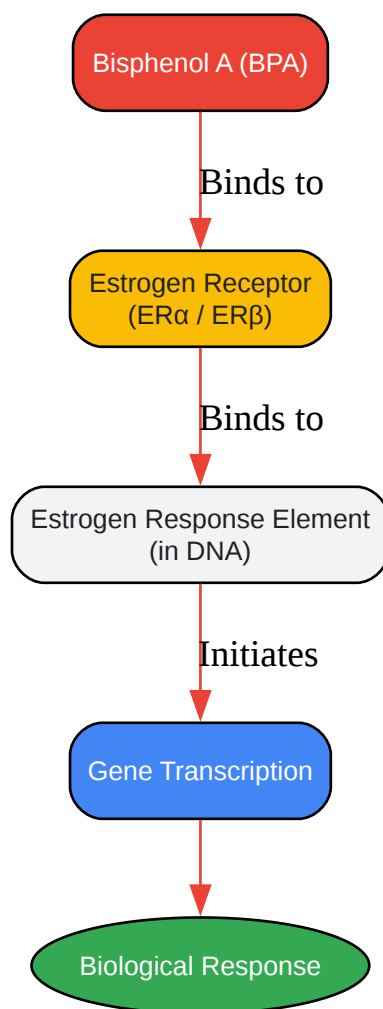 Bisphenol A (BPA)
Binds to
Estrogen Receptor
(ERα / ERβ)
Binds to
Estrogen Response Element
(in DNA)
Initiates
Gene Transcription
Biological Response